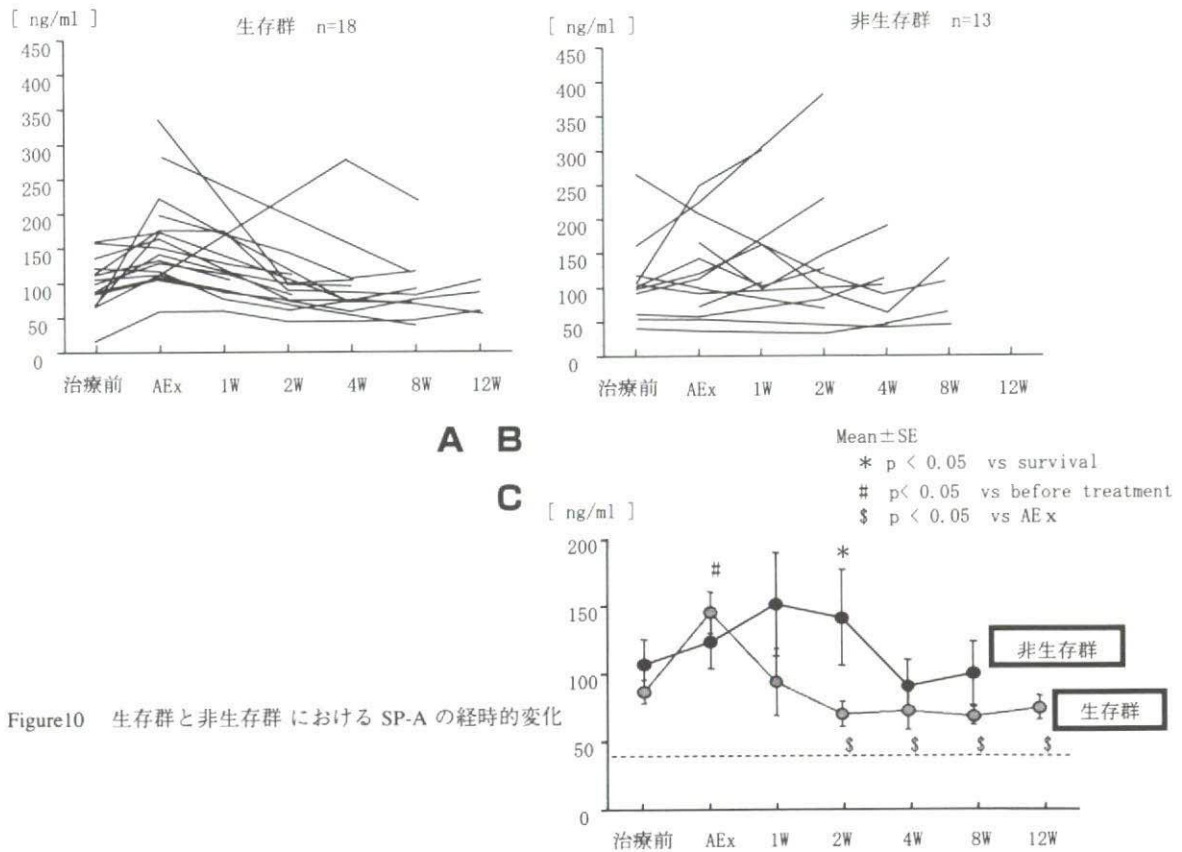 [ ng/ml ]
生存群 n=18
450
400
350
300
250
200
150
100
50
0
治療前 AEx 1W 2W 4W 8W 12W
[ ng/ml ]
非生存群 n=13
450
400
350
300
250
200
150
100
50
0
治療前 AEx 1W 2W 4W 8W 12W
A B
C
Mean±SE
* p < 0.05 vs survival
# p< 0.05 vs before treatment
$ p < 0.05 vs AEx
[ ng/ml ]
200
150
100
50
0
#
*
$ $ $ $
非生存群
生存群
治療前 AEx 1W 2W 4W 8W 12W
Figure10 生存群と非生存群 における SP-A の経時的変化